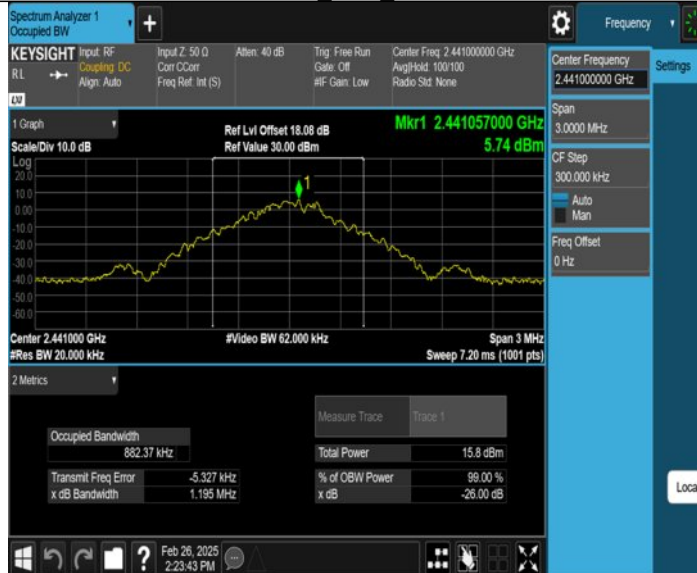 Spectrum Analyzer 1
Occupied BW
+
Frequency
KEYSIGHT
RL
Input: RF
Coupling: DC
Align: Auto
Input Z: 50 Ω
Corr CCorr
Freq Ref: Int (S)
Atten: 40 dB
Trig: Free Run
Gate: Off
#IF Gain: Low
Center Freq: 2.441000000 GHz
Avg|Hold: 100/100
Radio Std: None
LXI
Center Frequency
2.441000000 GHz
Settings
Span
3.0000 MHz
CF Step
300.000 kHz
Auto
Man
Freq Offset
0 Hz
1 Graph
Scale/Div 10.0 dB
Ref Lvl Offset 18.08 dB
Ref Value 30.00 dBm
Mkr1 2.441057000 GHz
5.74 dBm
Log
20.0
10.0
0.00
-10.0
-20.0
-30.0
-40.0
-50.0
-60.0
1
Center 2.441000 GHz
#Res BW 20.000 kHz
#Video BW 62.000 kHz
Span 3 MHz
Sweep 7.20 ms (1001 pts)
2 Metrics
Measure Trace
Trace 1
Occupied Bandwidth
882.37 kHz
Total Power
15.8 dBm
Transmit Freq Error
-5.327 kHz
% of OBW Power
99.00 %
x dB Bandwidth
1.195 MHz
x dB
-26.00 dB
Loca
?
Feb 26, 2025
2:23:43 PM